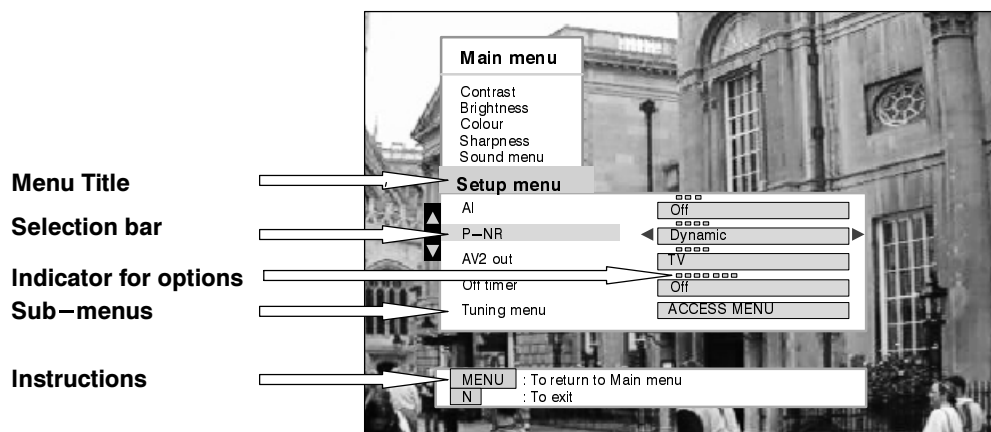 Main menu
Contrast
Brightness
Colour
Sharpness
Sound menu
Menu Title
Setup menu
Selection bar
AI Off
P−NR Dynamic
AV2 out TV
Indicator for options
Off timer Off
Sub−menus
Tuning menu ACCESS MENU
Instructions
MENU : To return to Main menu
N : To exit